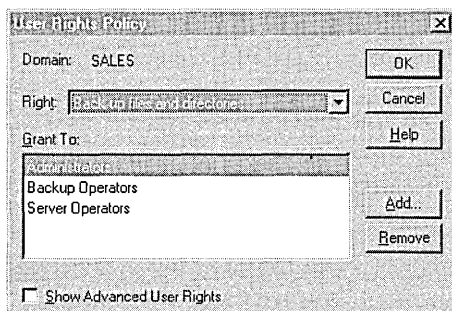 User Rights Policy
Domain: SALES
OK
Right: Back up files and directories
Cancel
Help
Grant To:
Administrators
Backup Operators
Server Operators
Add...
Remove
Show Advanced User Rights